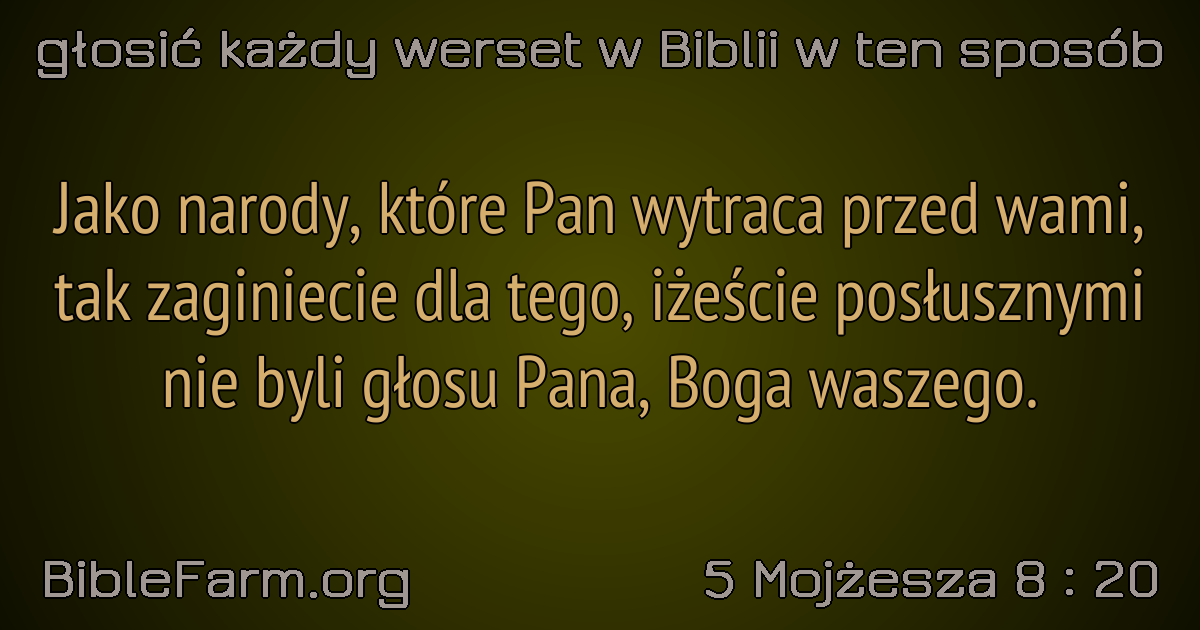 głosić każdy werset w Biblii w ten sposób
Jako narody, które Pan wytraca przed wami,
tak zaginiecie dla tego, iżeście posłusznymi
nie byli głosu Pana, Boga waszego.
BibleFarm.org
5 Mojżesza 8 : 20